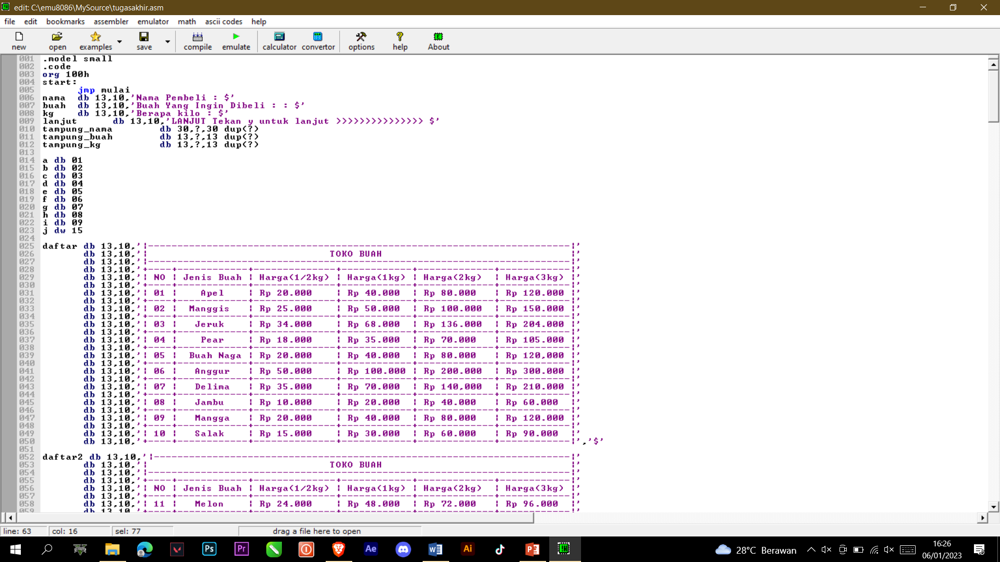 edit: C:\emu8086\MySource\tugasakhir.asm
file edit bookmarks assembler emulator math ascii codes help
new open examples save compile emulate calculator convertor options help About
001 .model small
002 .code
003 org 100h
004 start:
005 jmp mulai
006 nama db 13,10,'Nama Pembeli : $'
007 buah db 13,10,'Buah Yang Ingin Dibeli : : $'
008 kg db 13,10,'Berapa kilo : $'
009 lanjut db 13,10,'LANJUT Tekan y untuk lanjut >>>>>>>>>>>>>>> $'
010 tampung_nama db 30,?,30 dup(?)
011 tampung_buah db 13,?,13 dup(?)
012 tampung_kg db 13,?,13 dup(?)
013
014 a db 01
015 b db 02
016 c db 03
017 d db 04
018 e db 05
019 f db 06
020 g db 07
021 h db 08
022 i db 09
023 j dw 15
024
025 daftar db 13,10,'|------------------------------------------------------------------------|'
026 db 13,10,'| TOKO BUAH |'
027 db 13,10,'|------------------------------------------------------------------------|'
028 db 13,10,'+----+------------+--------------+------------+-------------+------------|'
029 db 13,10,'| NO | Jenis Buah | Harga(1/2kg) | Harga(1kg) | Harga(2kg) | Harga(3kg) |'
030 db 13,10,'+----+------------+--------------+------------+-------------+------------|'
031 db 13,10,'| 01 | Apel | Rp 20.000 | Rp 40.000 | Rp 80.000 | Rp 120.000 |'
032 db 13,10,'+----+------------+--------------+------------+-------------+------------|'
033 db 13,10,'| 02 | Manggis | Rp 25.000 | Rp 50.000 | Rp 100.000 | Rp 150.000 |'
034 db 13,10,'+----+------------+--------------+------------+-------------+------------|'
035 db 13,10,'| 03 | Jeruk | Rp 34.000 | Rp 68.000 | Rp 136.000 | Rp 204.000 |'
036 db 13,10,'+----+------------+--------------+------------+-------------+------------|'
037 db 13,10,'| 04 | Pear | Rp 18.000 | Rp 35.000 | Rp 70.000 | Rp 105.000 |'
038 db 13,10,'+----+------------+--------------+------------+-------------+------------|'
039 db 13,10,'| 05 | Buah Naga | Rp 20.000 | Rp 40.000 | Rp 80.000 | Rp 120,000 |'
040 db 13,10,'+----+------------+--------------+------------+-------------+------------|'
041 db 13,10,'| 06 | Anggur | Rp 50.000 | Rp 100.000 | Rp 200.000 | Rp 300.000 |'
042 db 13,10,'+----+------------+--------------+------------+-------------+------------|'
043 db 13,10,'| 07 | Delima | Rp 35.000 | Rp 70.000 | Rp 140,000 | Rp 210.000 |'
044 db 13,10,'+----+------------+--------------+------------+-------------+------------|'
045 db 13,10,'| 08 | Jambu | Rp 10.000 | Rp 20.000 | Rp 40.000 | Rp 60.000 |'
046 db 13,10,'+----+------------+--------------+------------+-------------+------------|'
047 db 13,10,'| 09 | Mangga | Rp 20.000 | Rp 40.000 | Rp 80.000 | Rp 120.000 |'
048 db 13,10,'+----+------------+--------------+------------+-------------+------------|'
049 db 13,10,'| 10 | Salak | Rp 15.000 | Rp 30.000 | Rp 60.000 | Rp 90.000 |'
050 db 13,10,'+----+------------+--------------+------------+-------------+------------|','$'
051
052 daftar2 db 13,10,'|-----------------------------------------------------------------------|'
053 db 13,10,'| TOKO BUAH |'
054 db 13,10,'|------------------------------------------------------------------------|'
055 db 13,10,'+----+------------+--------------+------------+-------------+------------|'
056 db 13,10,'| NO | Jenis Buah | Harga(1/2kg) | Harga(1kg) | Harga(2kg) | Harga(3kg) |'
057 db 13,10,'+----+------------+--------------+------------+-------------+------------|'
058 db 13,10,'| 11 | Melon | Rp 24.000 | Rp 48.000 | Rp 72.000 | Rp 96.000 |'
059 db 13,10,'+----+------------+--------------+------------+-------------+------------|'
line: 63 col: 16 sel: 77 drag a file here to open
Ps Pr Ae Ai
28°C Berawan
16:26
06/01/2023